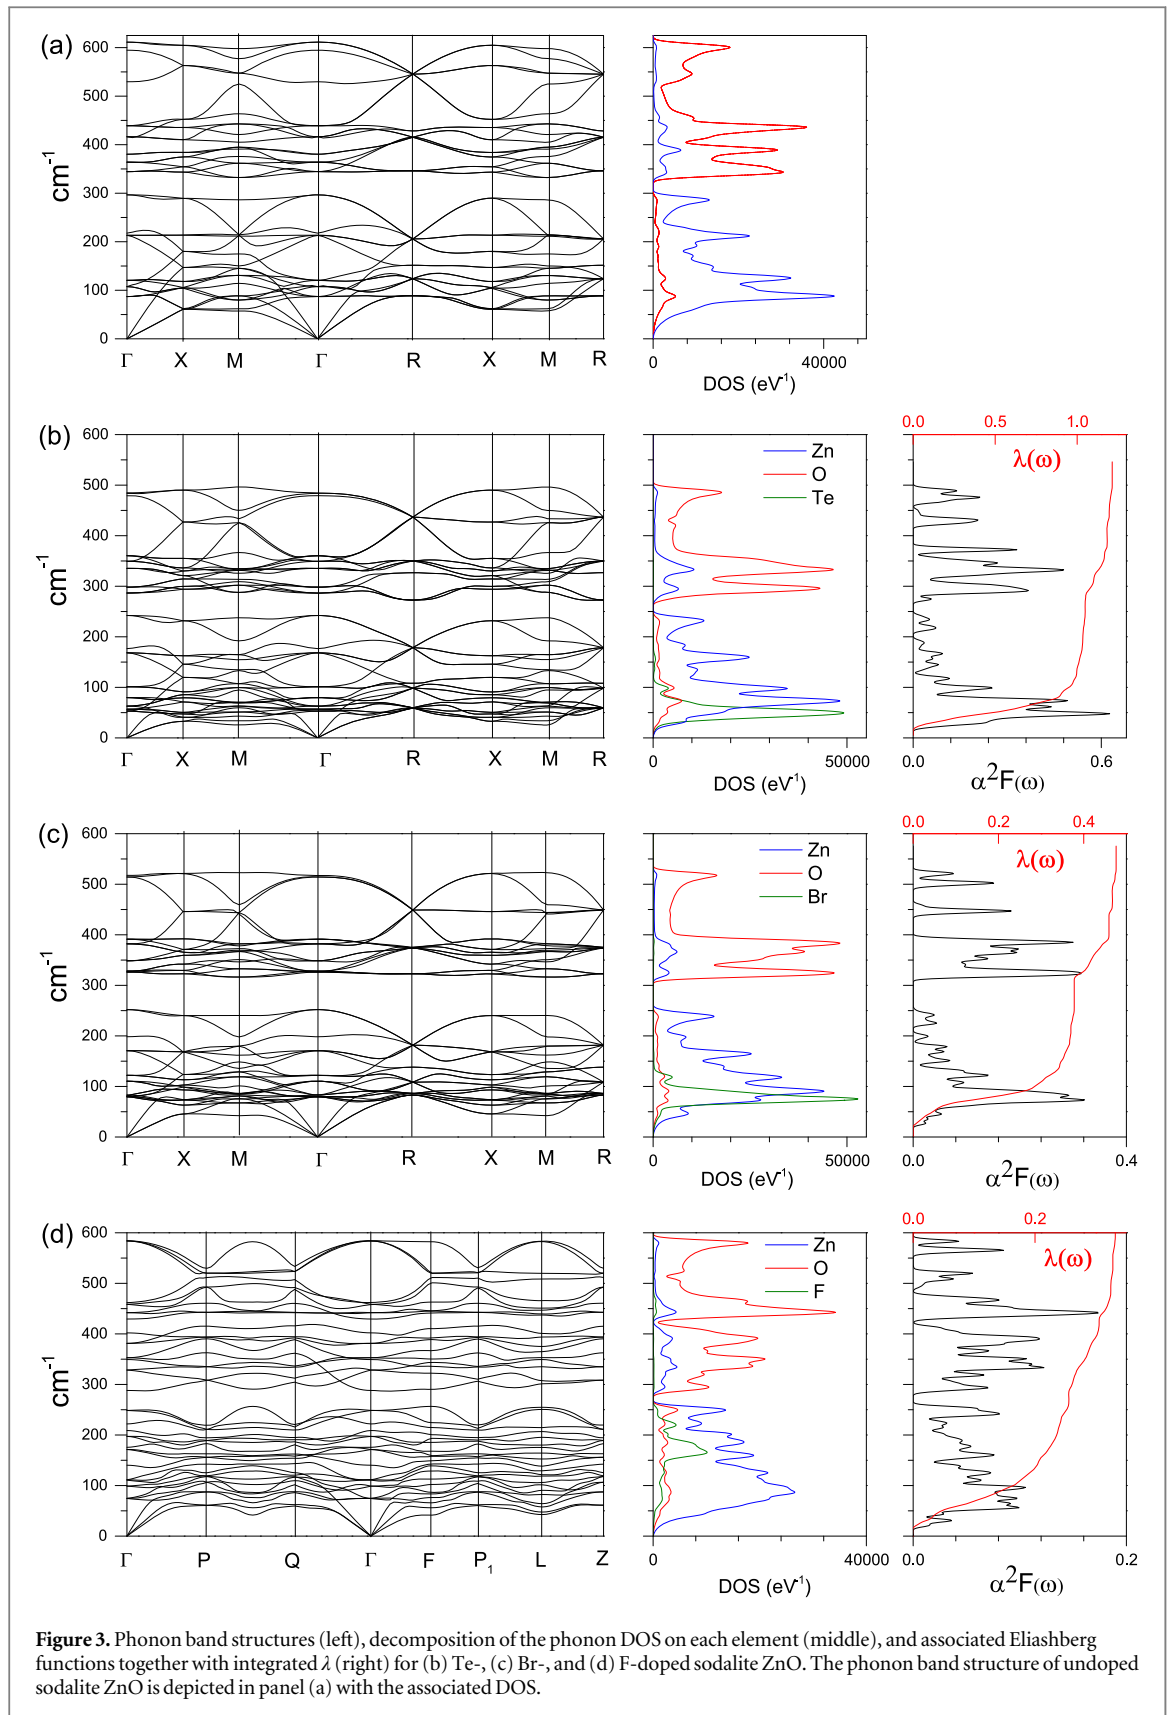 (a)
600
500
400
300
200
100
0
cm-1
Γ X M Γ R X M R
0 40000
DOS (eV-1)
(b)
600
500
400
300
200
100
0
cm-1
Γ X M Γ R X M R
Zn
O
Te
0 50000
DOS (eV-1)
0.0 0.5 1.0
λ(ω)
0.0 0.6
α2F(ω)
(c)
600
500
400
300
200
100
0
cm-1
Γ X M Γ R X M R
Zn
O
Br
0 50000
DOS (eV-1)
0.0 0.2 0.4
λ(ω)
0.0 0.4
α2F(ω)
(d)
600
500
400
300
200
100
0
cm-1
Γ P Q Γ F P1 L Z
Zn
O
F
0 40000
DOS (eV-1)
0.0 0.2
λ(ω)
0.0 0.2
α2F(ω)
Figure 3. Phonon band structures (left), decomposition of the phonon DOS on each element (middle), and associated Eliashberg
functions together with integrated λ (right) for (b) Te-, (c) Br-, and (d) F-doped sodalite ZnO. The phonon band structure of undoped
sodalite ZnO is depicted in panel (a) with the associated DOS.